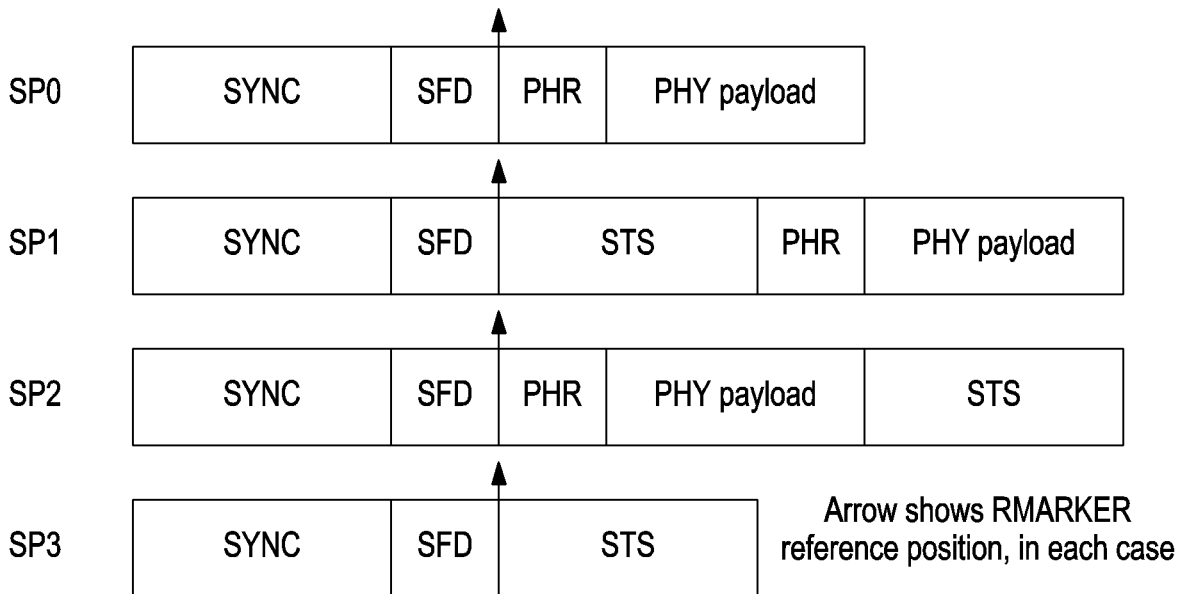 SP0 SYNC SFD PHR PHY payload
SP1 SYNC SFD STS PHR PHY payload
SP2 SYNC SFD PHR PHY payload STS
SP3 SYNC SFD STS
Arrow shows RMARKER
reference position, in each case